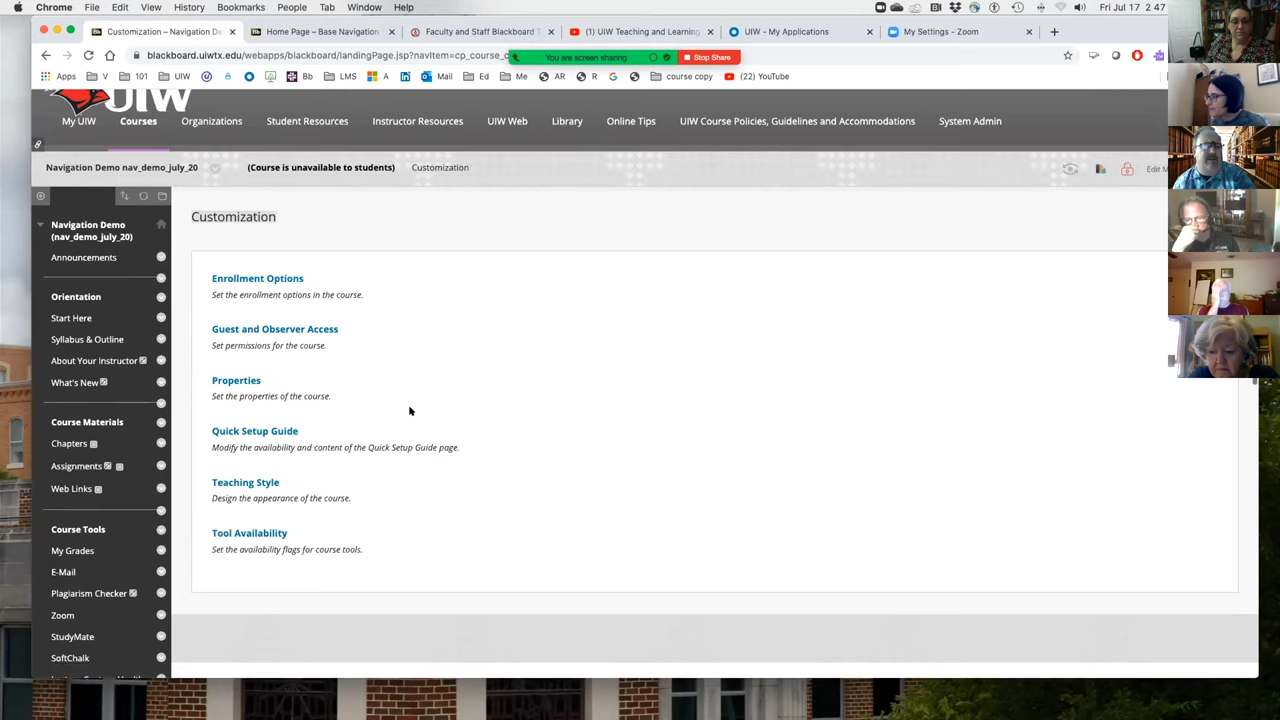 Chrome File Edit View History Bookmarks People Tab Window Help Fri Jul 17 2:47
Customization – Navigation De Home Page – Base Navigation Faculty and Staff Blackboard T (1) UIW Teaching and Learning UIW - My Applications My Settings - Zoom
blackboard.uiwtx.edu/webapps/blackboard/landingPage.jsp?navItem=cp_course_c
You are screen sharing Stop Share
Apps V 101 UIW Bb LMS A Mail Ed Me AR R course copy (22) YouTube
UIW
My UIW Courses Organizations Student Resources Instructor Resources UIW Web Library Online Tips UIW Course Policies, Guidelines and Accommodations System Admin
Navigation Demo nav_demo_july_20 (Course is unavailable to students) Customization Edit M
Navigation Demo
(nav_demo_july_20)
Announcements
Orientation
Start Here
Syllabus & Outline
About Your Instructor
What's New
Course Materials
Chapters
Assignments
Web Links
Course Tools
My Grades
E-Mail
Plagiarism Checker
Zoom
StudyMate
SoftChalk
Customization
Enrollment Options
Set the enrollment options in the course.
Guest and Observer Access
Set permissions for the course.
Properties
Set the properties of the course.
Quick Setup Guide
Modify the availability and content of the Quick Setup Guide page.
Teaching Style
Design the appearance of the course.
Tool Availability
Set the availability flags for course tools.